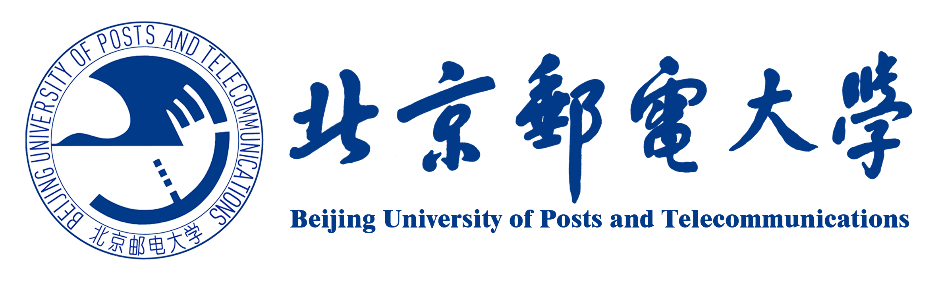 BEIJING UNIVERSITY OF POSTS AND TELECOMMUNICATIONS
北京邮电大学
北京郵電大學
Beijing University of Posts and Telecommunications